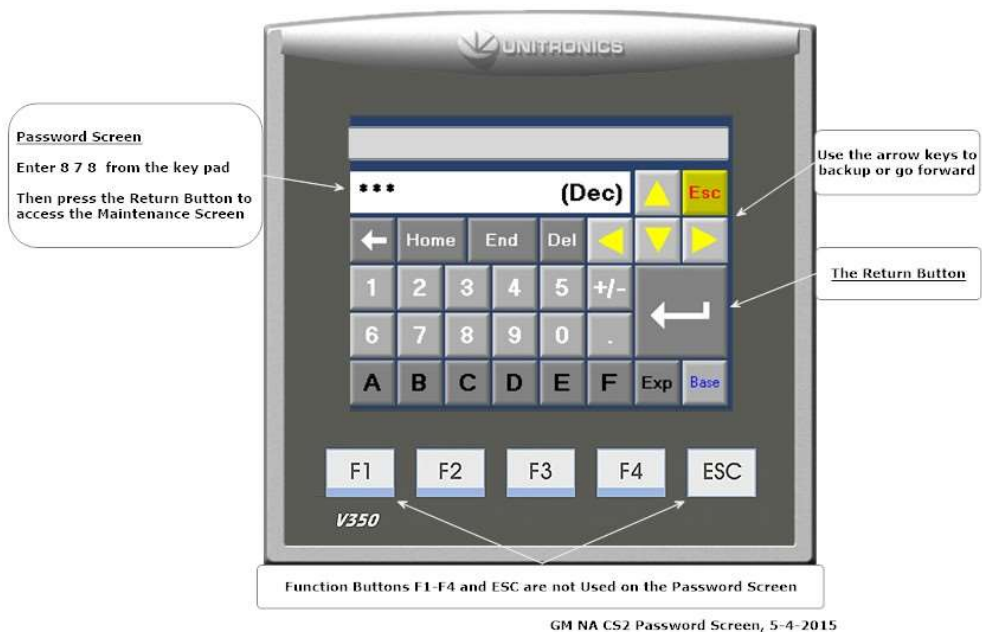 UNITRONICS
Password Screen
Enter 8 7 8 from the key pad
Then press the Return Button to
access the Maintenance Screen
Use the arrow keys to
backup or go forward
The Return Button
*** (Dec) Esc
Home End Del
1 2 3 4 5 +/-
6 7 8 9 0 .
A B C D E F Exp Base
F1 F2 F3 F4 ESC
V350
Function Buttons F1-F4 and ESC are not Used on the Password Screen
GM NA CS2 Password Screen, 5-4-2015